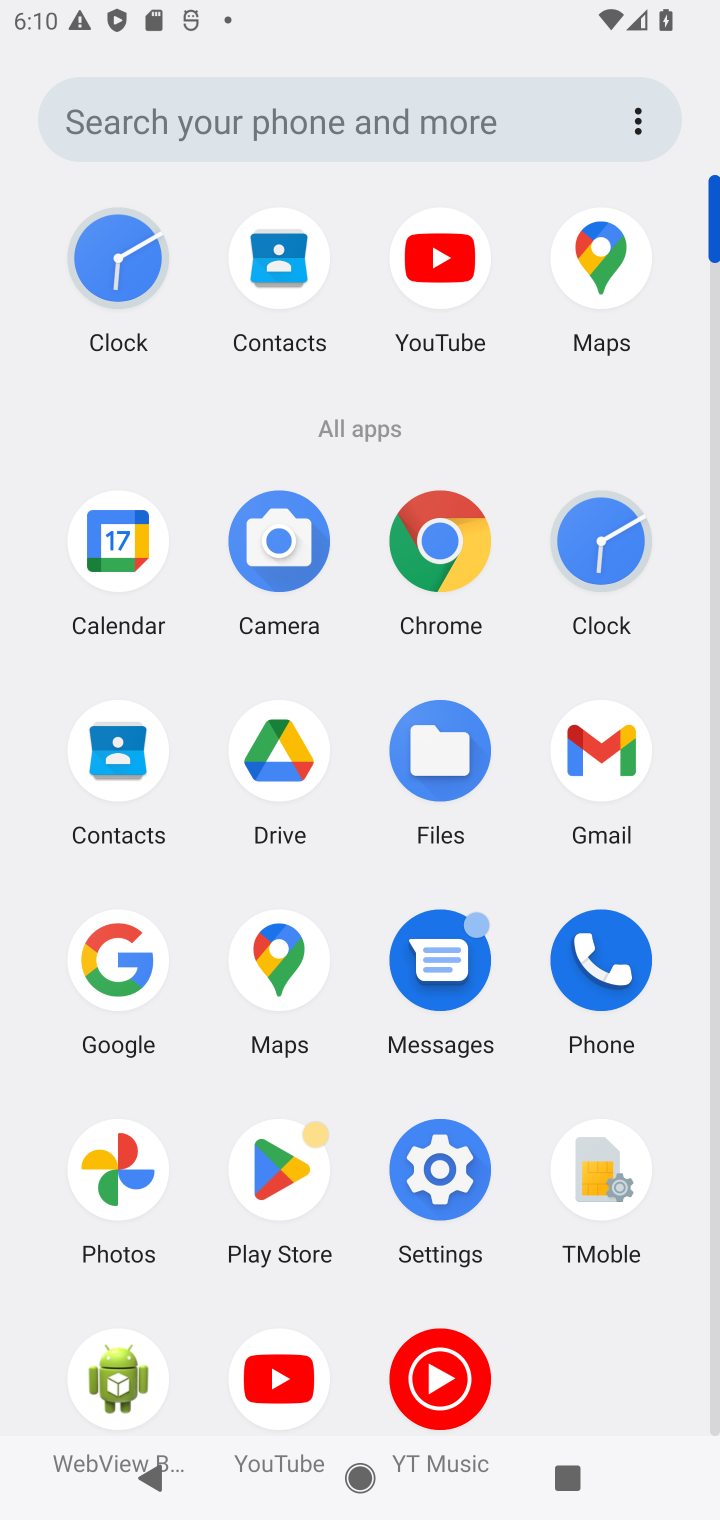 6:10
Search your phone and more
Clock Contacts YouTube Maps
All apps
17
Calendar Camera Chrome Clock
Contacts Drive Files Gmail
Google Maps Messages Phone
Photos Play Store Settings TMoble
WebView B... YouTube YT Music